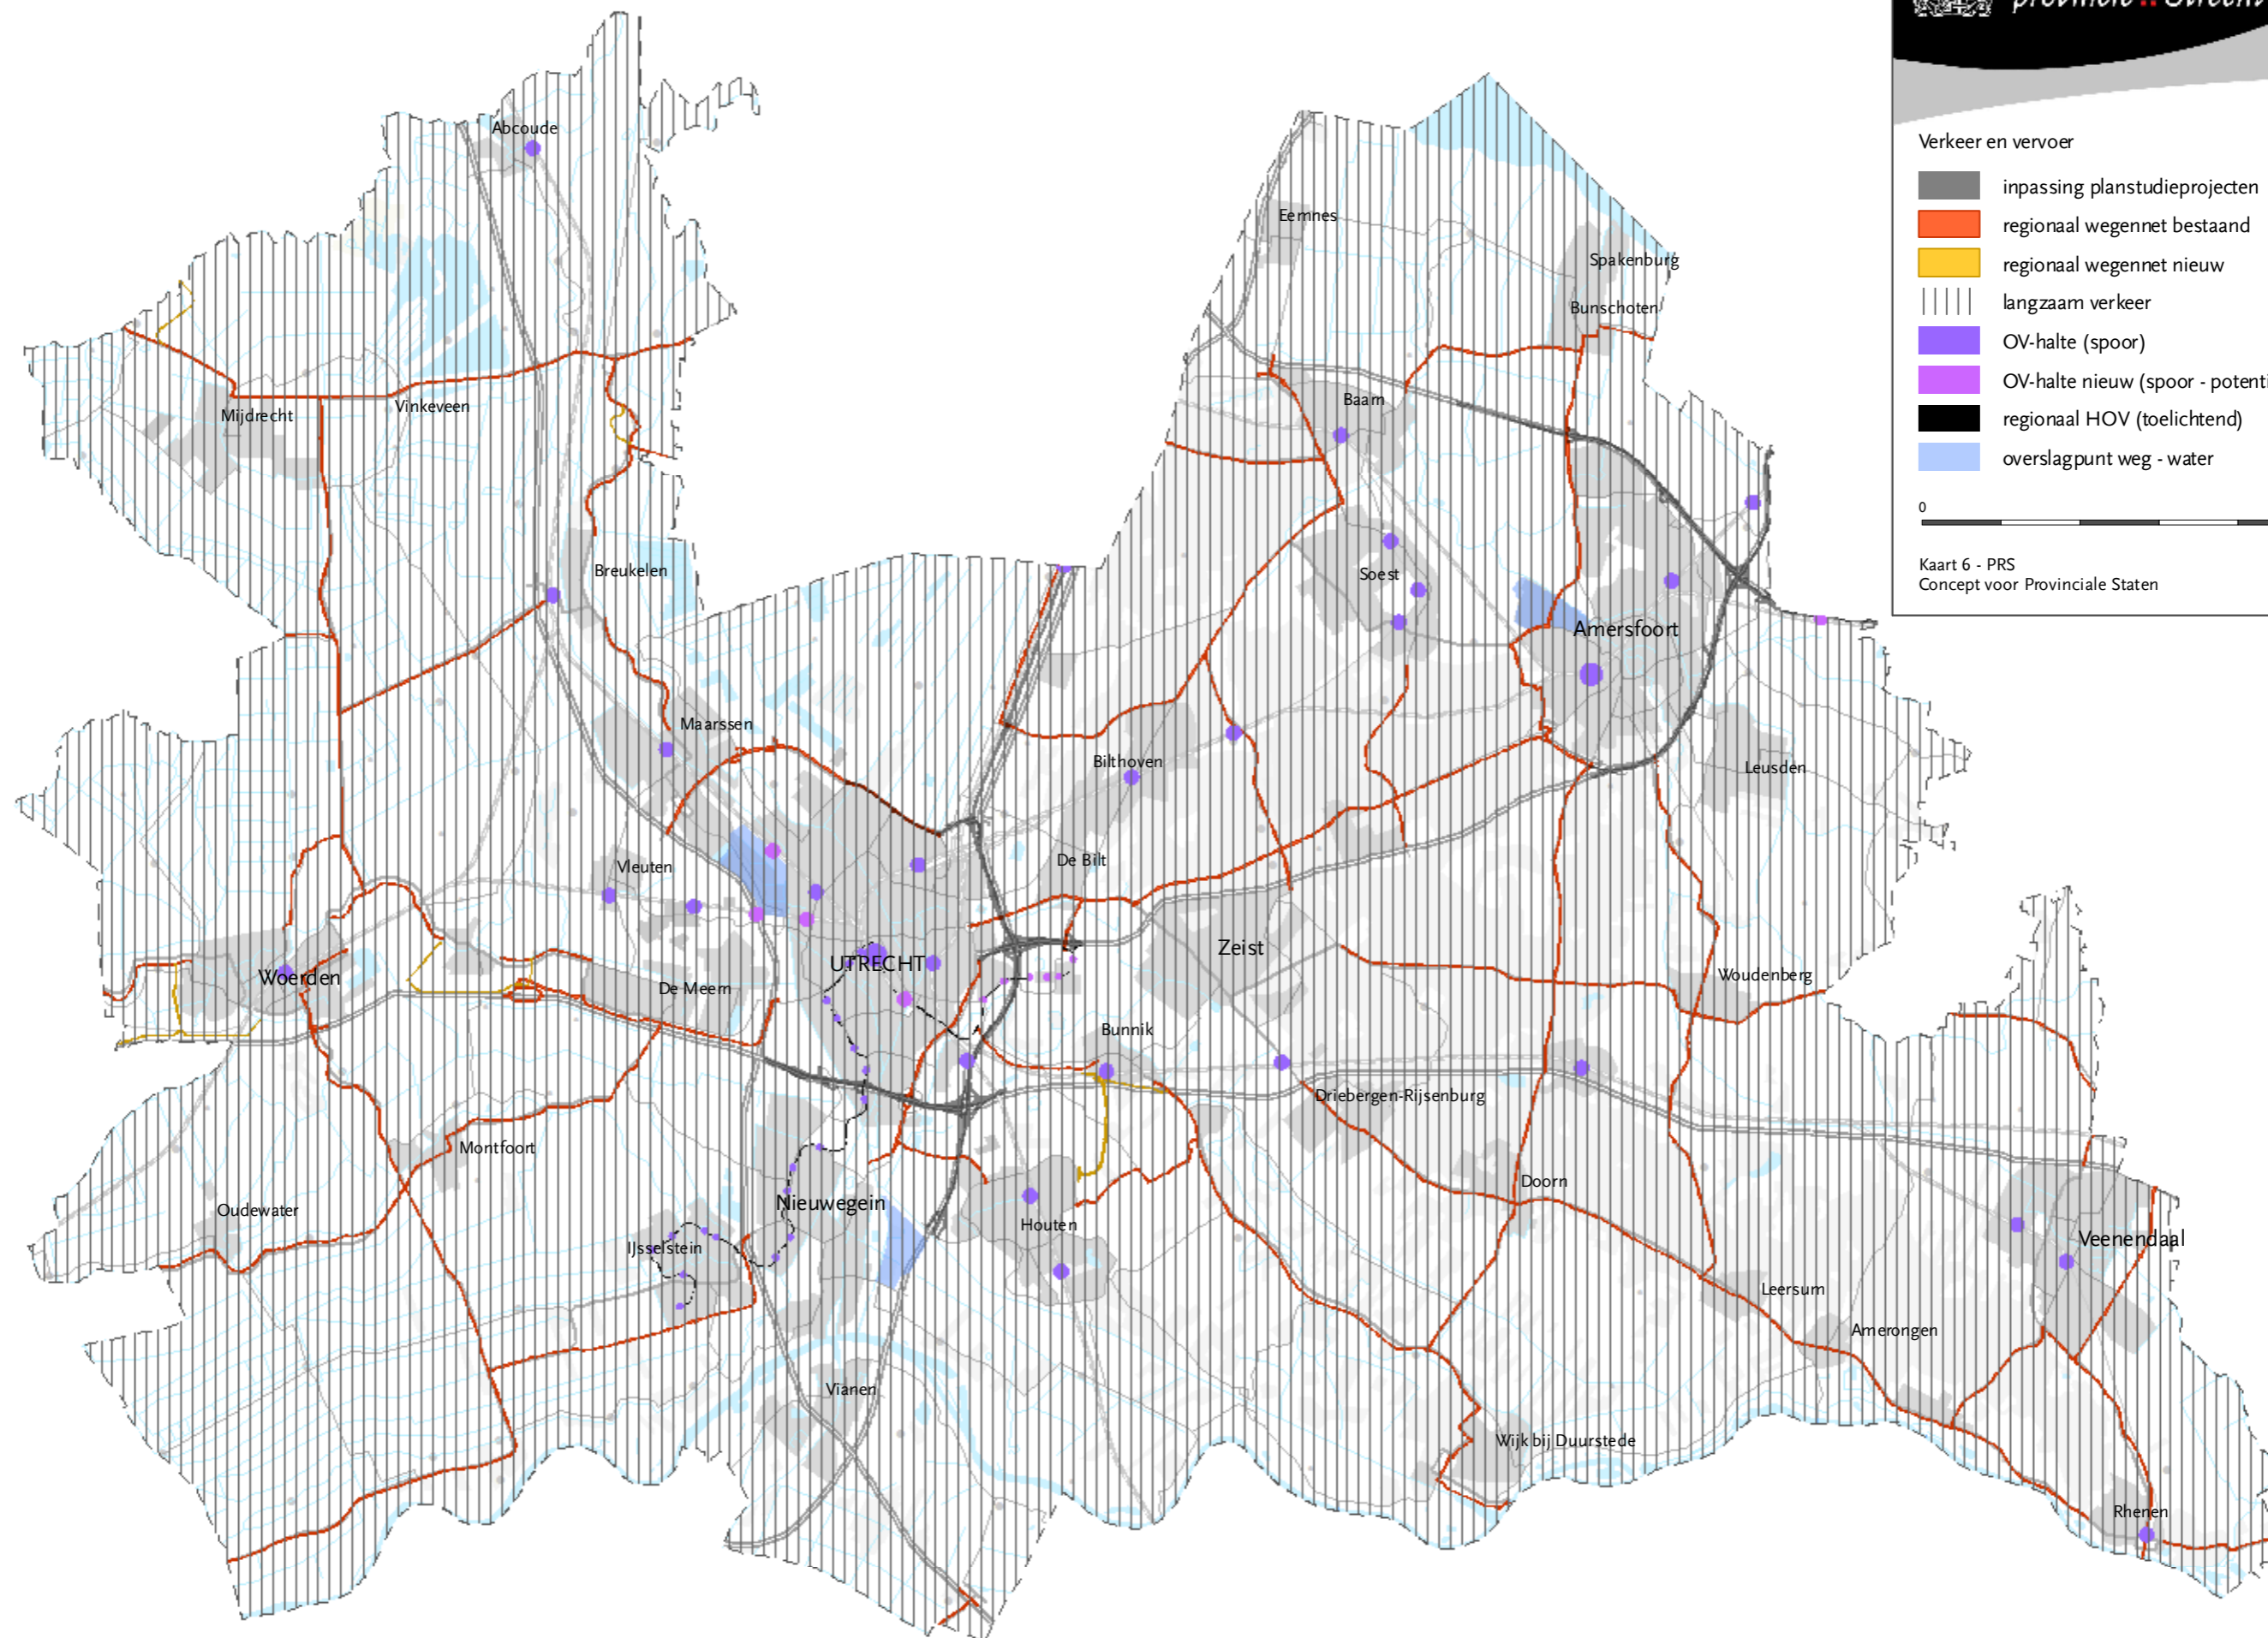 Verkeer en vervoer
inpassing planstudieprojecten
regionaal wegennet bestaand
regionaal wegennet nieuw
langzaam verkeer
OV-halte (spoor)
OV-halte nieuw (spoor - potenti
regionaal HOV (toelichtend)
overslagpunt weg - water
0
Kaart 6 - PRS
Concept voor Provinciale Staten
Abcoude
Eemnes
Spakenburg
Bunschoten
Baarn
Mijdrecht
Vinkeveen
Breukelen
Soest
Amersfoort
Maarssen
Bilthoven
Leusden
De Bilt
Vleuten
Zeist
UTRECHT
Woerden
De Meern
Woudenberg
Bunnik
Driebergen-Rijsenburg
Montfoort
Doorn
Nieuwegein
Oudewater
Houten
IJsselstein
Veenendaal
Leersum
Amerongen
Vianen
Wijk bij Duurstede
Rhenen